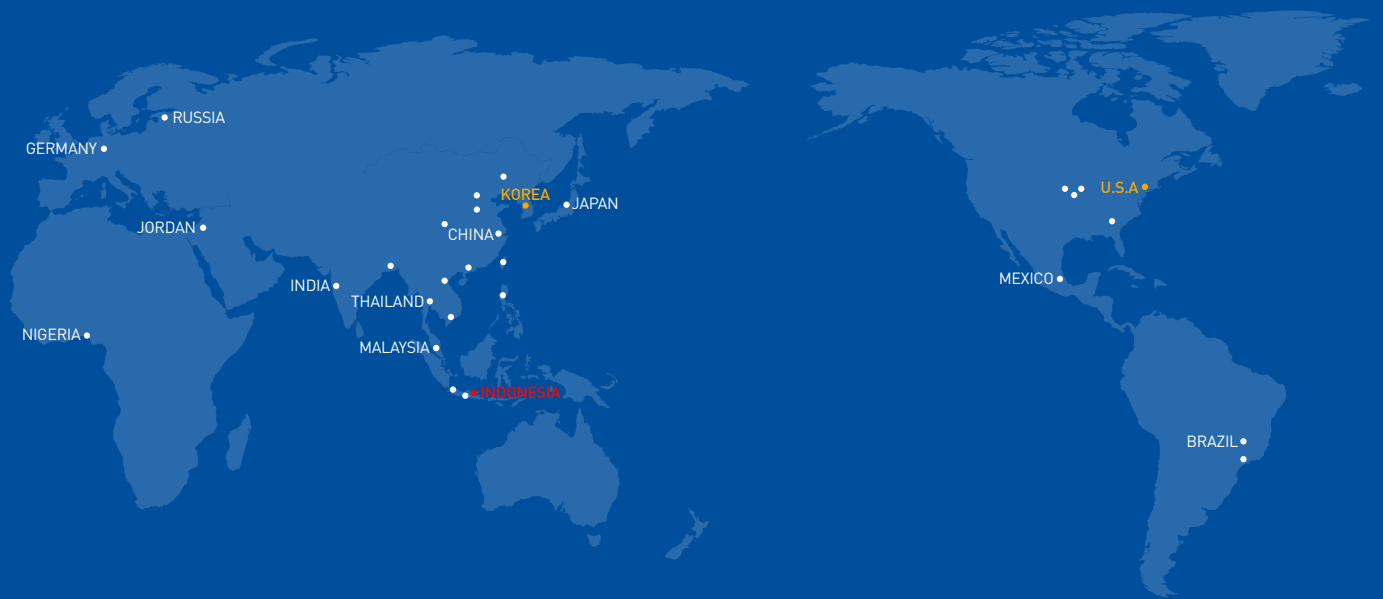 RUSSIA
GERMANY
KOREA
U.S.A
JAPAN
JORDAN
CHINA
MEXICO
INDIA
THAILAND
NIGERIA
MALAYSIA
INDONESIA
BRAZIL